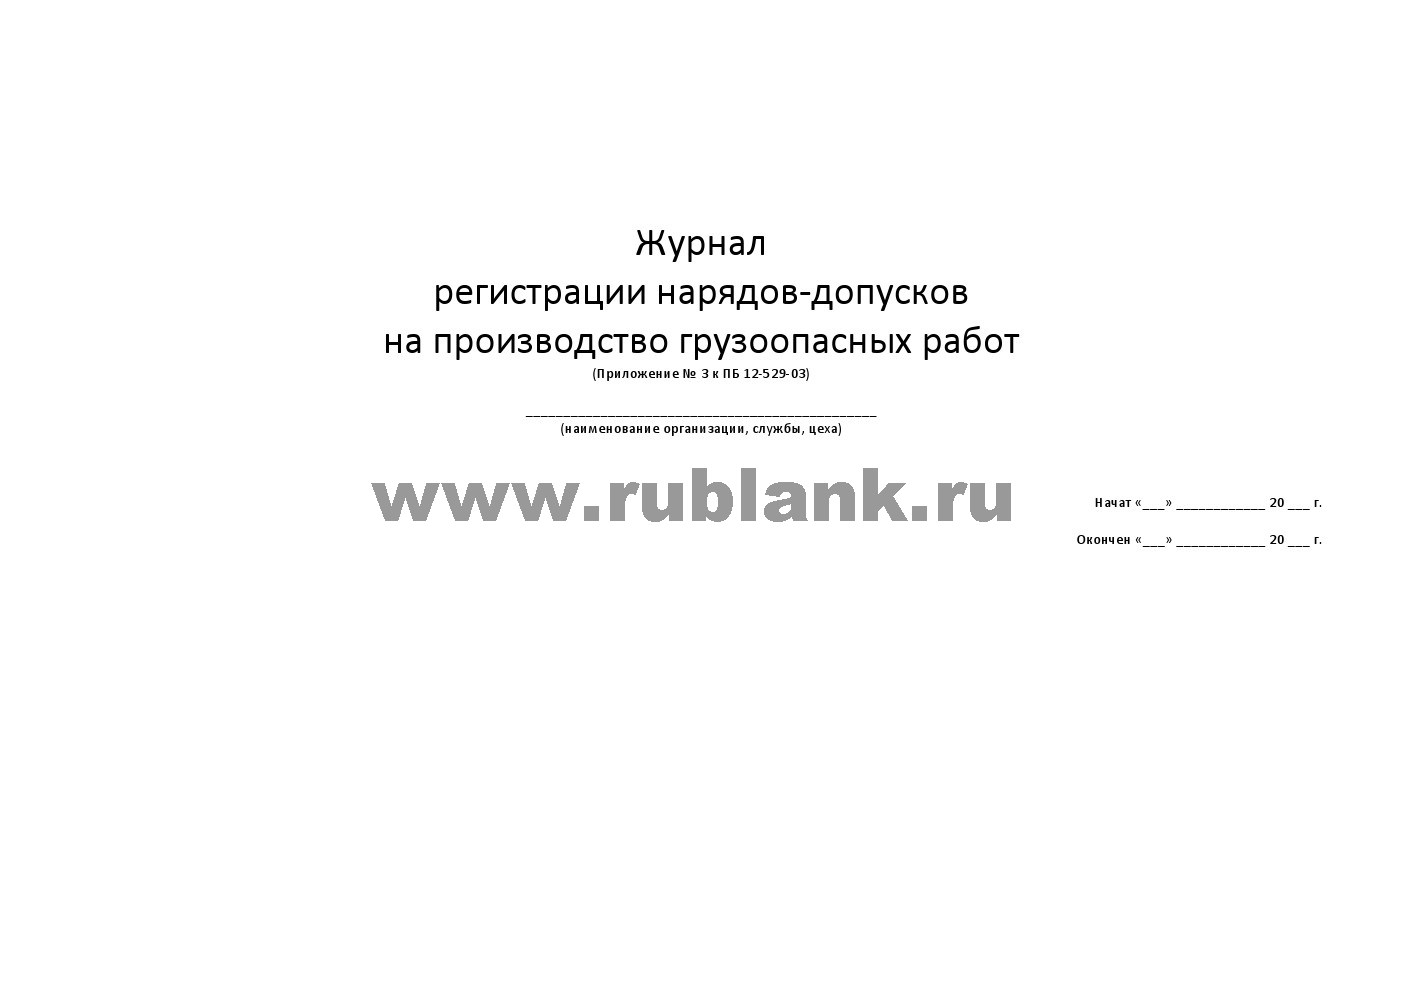 Журнал
регистрации нарядов-допусков
на производство грузоопасных работ
(Приложение № 3 к ПБ 12-529-03)
_______________________________________________
(наименование организации, службы, цеха)
www.rublank.ru
Начат «___» ____________ 20 ___ г.
Окончен «___» ____________ 20 ___ г.